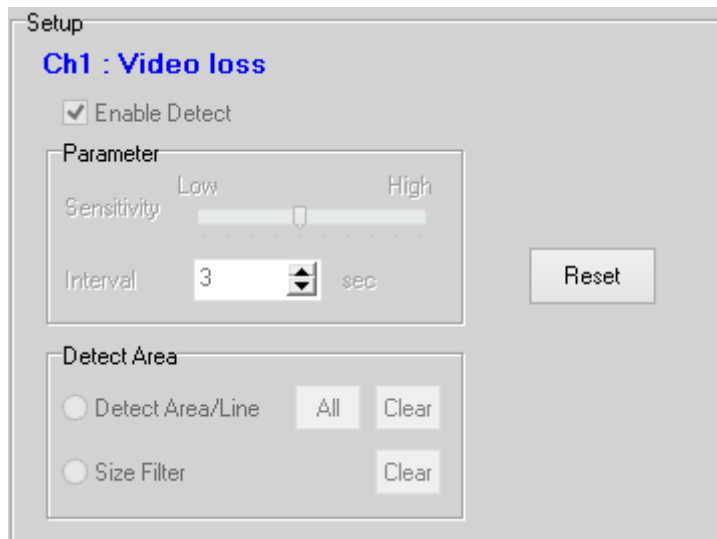 Setup
Ch1 : Video loss
Enable Detect
Parameter
Low High
Sensitivity
Interval 3 sec
Reset
Detect Area
Detect Area/Line All Clear
Size Filter Clear